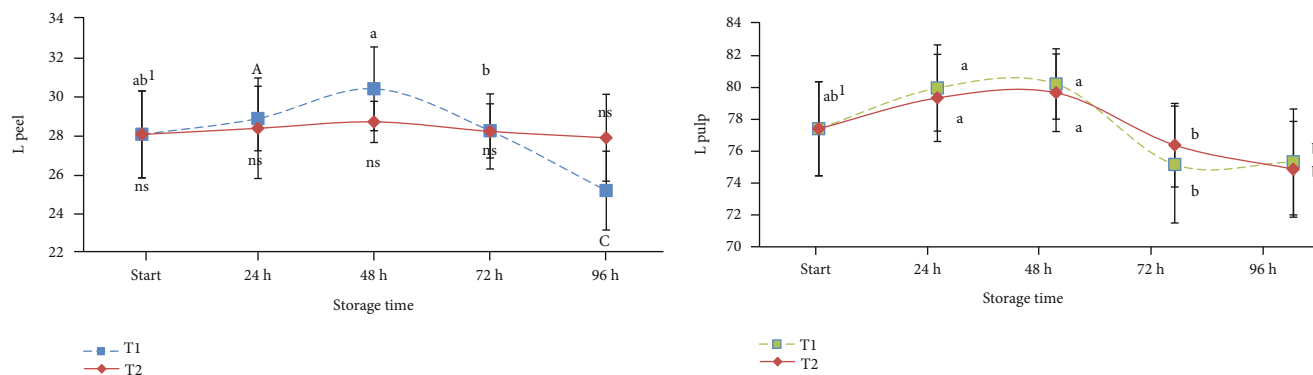 34
32
30
28
26
24
22
L peel
ab1
A
a
b
ns
ns
ns
ns
ns
C
Start
24 h
48 h
72 h
96 h
Storage time
T1
T2
84
82
80
78
76
74
72
70
L pulp
ab1
a
a
a
a
b
b
Start
24 h
48 h
72 h
96 h
Storage time
T1
T2